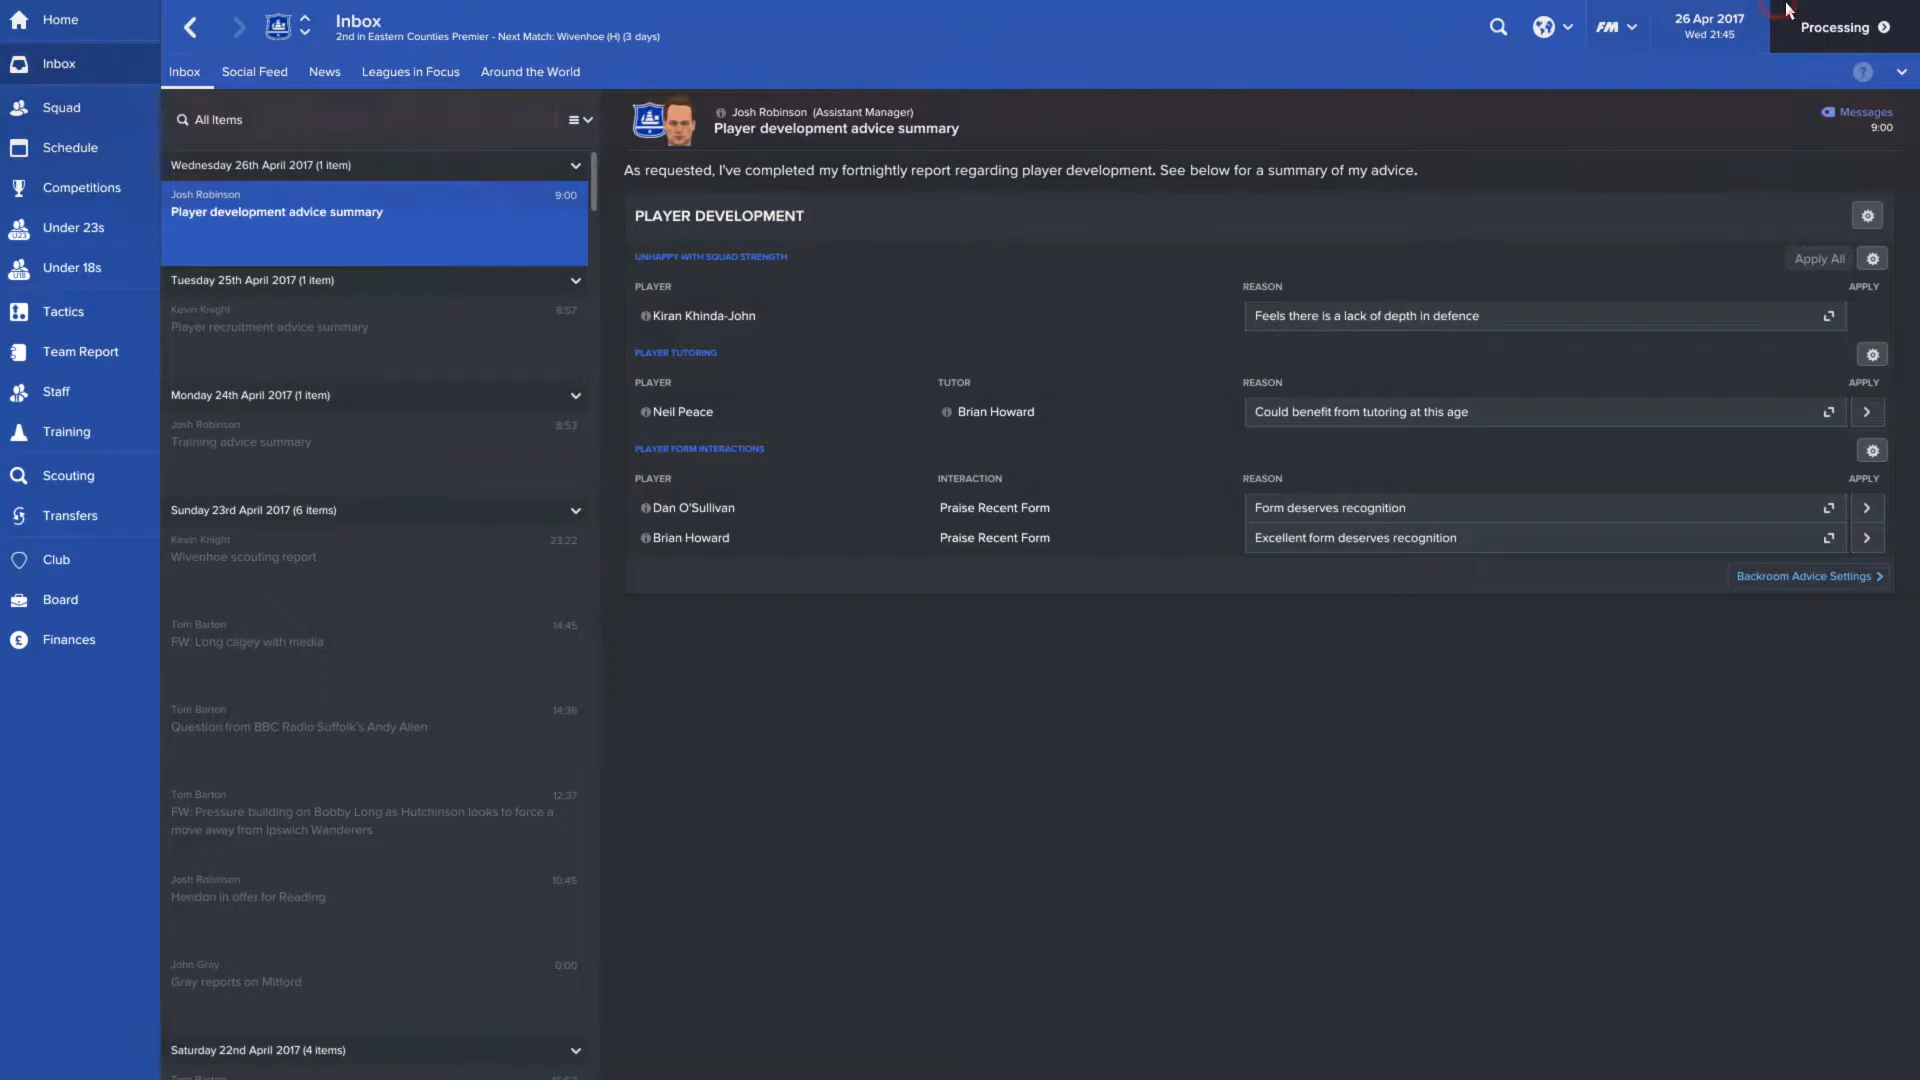 Home
Inbox
Squad
Schedule
Competitions
Under 23s
Under 18s
Tactics
Team Report
Staff
Training
Scouting
Transfers
Club
Board
Finances
Inbox
2nd in Eastern Counties Premier - Next Match: Wivenhoe (H) (3 days)
FM
26 Apr 2017
Wed 21:45
Processing
Inbox Social Feed News Leagues in Focus Around the World
All Items
Wednesday 26th April 2017 (1 item)
Josh Robinson 9:00
Player development advice summary
Tuesday 25th April 2017 (1 item)
Kevin Knight 8:57
Player recruitment advice summary
Monday 24th April 2017 (1 item)
Josh Robinson 8:53
Training advice summary
Sunday 23rd April 2017 (6 items)
Kevin Knight 23:22
Wivenhoe scouting report
Tom Barton 14:45
FW: Long cagey with media
Tom Barton 14:36
Question from BBC Radio Suffolk's Andy Allen
Tom Barton 12:37
FW: Pressure building on Bobby Long as Hutchinson looks to force a
move away from Ipswich Wanderers
Josh Robinson 10:49
Hendon in offer for Reading
John Gray 0:00
Gray reports on Mitford
Saturday 22nd April 2017 (4 items)
Josh Robinson (Assistant Manager)
Player development advice summary
Messages
9:00
As requested, I've completed my fortnightly report regarding player development. See below for a summary of my advice.
PLAYER DEVELOPMENT
UNHAPPY WITH SQUAD STRENGTH
Apply All
PLAYER REASON APPLY
Kiran Khinda-John Feels there is a lack of depth in defence
PLAYER TUTORING
PLAYER TUTOR REASON APPLY
Neil Peace Brian Howard Could benefit from tutoring at this age
PLAYER FORM INTERACTIONS
PLAYER INTERACTION REASON APPLY
Dan O'Sullivan Praise Recent Form Form deserves recognition
Brian Howard Praise Recent Form Excellent form deserves recognition
Backroom Advice Settings